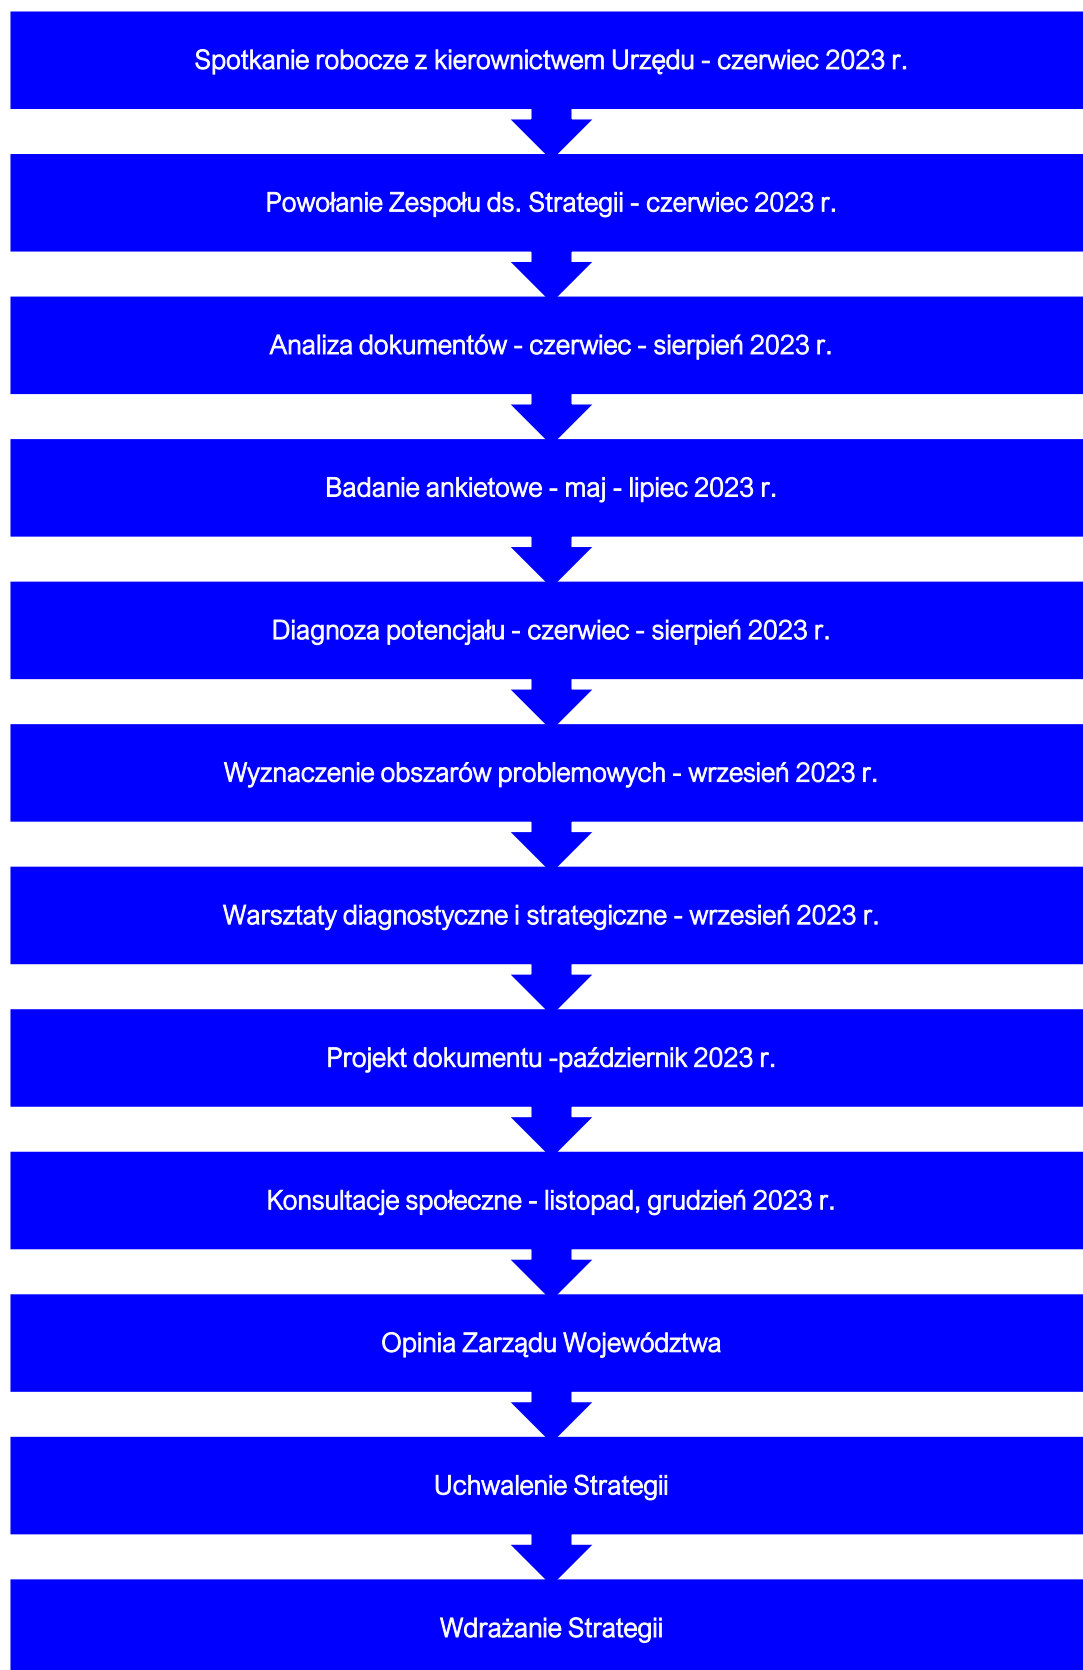 Spotkanie robocze z kierownictwem Urzędu - czerwiec 2023 r.
Powołanie Zespołu ds. Strategii - czerwiec 2023 r.
Analiza dokumentów - czerwiec - sierpień 2023 r.
Badanie ankietowe - maj - lipiec 2023 r.
Diagnoza potencjału - czerwiec - sierpień 2023 r.
Wyznaczenie obszarów problemowych - wrzesień 2023 r.
Warsztaty diagnostyczne i strategiczne - wrzesień 2023 r.
Projekt dokumentu -październik 2023 r.
Konsultacje społeczne - listopad, grudzień 2023 r.
Opinia Zarządu Województwa
Uchwalenie Strategii
Wdrażanie Strategii